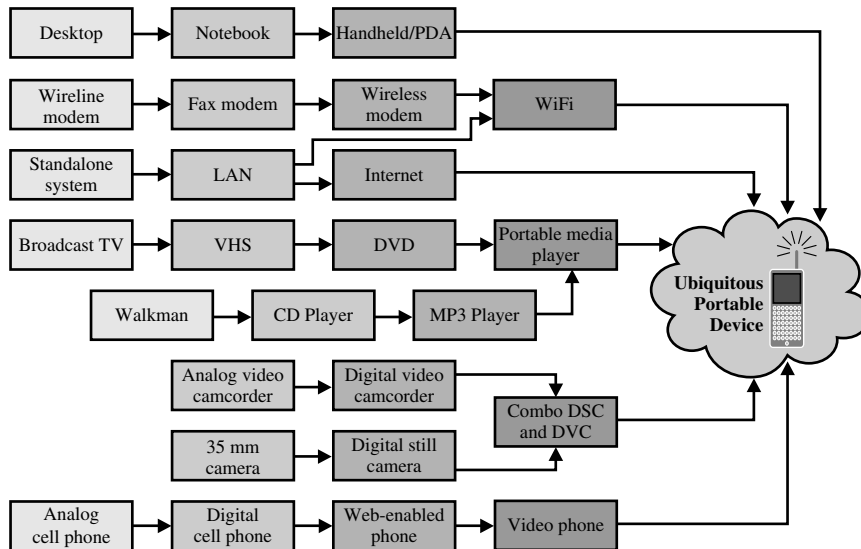 Desktop
Notebook
Handheld/PDA
Wireline
modem
Fax modem
Wireless
modem
WiFi
Standalone
system
LAN
Internet
Broadcast TV
VHS
DVD
Portable media
player
Walkman
CD Player
MP3 Player
Ubiquitous
Portable
Device
Analog video
camcorder
Digital video
camcorder
Combo DSC
and DVC
35 mm
camera
Digital still
camera
Analog
cell phone
Digital
cell phone
Web-enabled
phone
Video phone